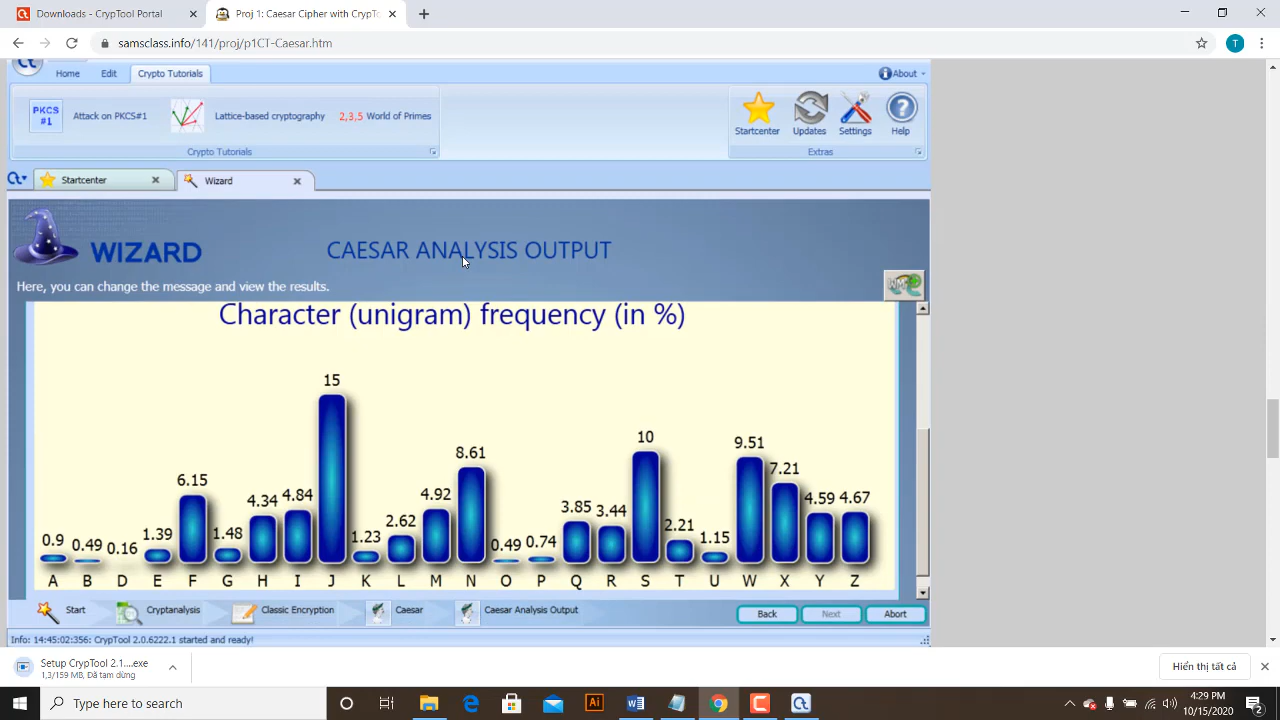 Downloads - CrypTool Portal
Proj 1: Caesar Cipher with CrypTo
samsclass.info/141/proj/p1CT-Caesar.htm
T
Home Edit Crypto Tutorials About
PKCS #1 Attack on PKCS#1 Lattice-based cryptography 2,3,5 World of Primes
Startcenter Updates Settings Help
Crypto Tutorials Extras
Startcenter Wizard
WIZARD CAESAR ANALYSIS OUTPUT
Here, you can change the message and view the results.
Character (unigram) frequency (in %)
0.9 0.49 0.16 1.39 6.15 1.48 4.34 4.84 15 1.23 2.62 4.92 8.61 0.49 0.74 3.85 3.44 10 2.21 1.15 9.51 7.21 4.59 4.67
A B D E F G H I J K L M N O P Q R S T U W X Y Z
Start Cryptanalysis Classic Encryption Caesar Caesar Analysis Output Back Next Abort
Info: 14:45:02:356: CrypTool 2.0.6222.1 started and ready!
Setup CrypTool 2.1....exe
1,3/159 MB, Đã tạm dừng
Hiển thị tất cả
Type here to search
4:29 PM
10/15/2020
2